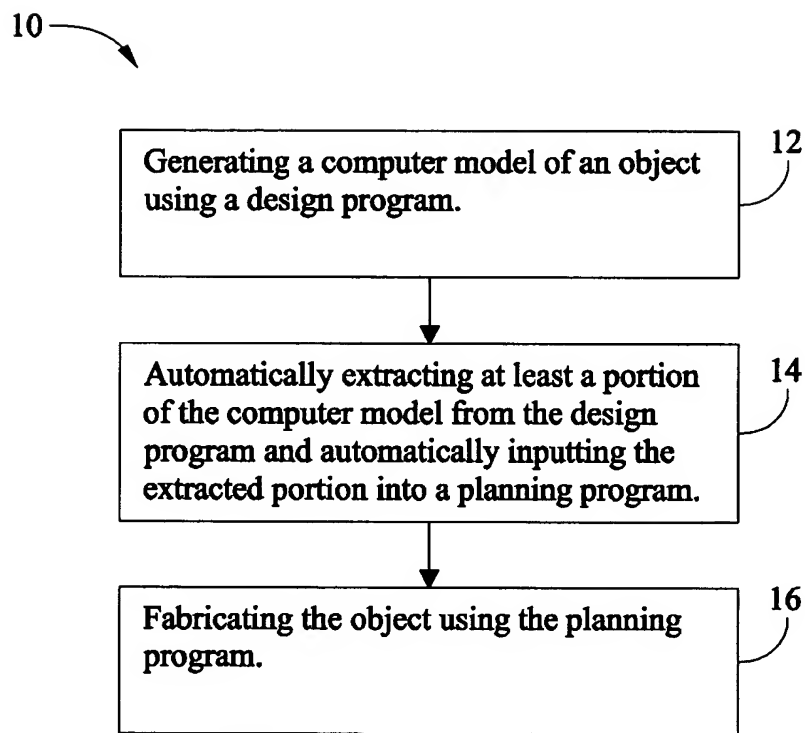 10
12
Generating a computer model of an object
using a design program.
14
Automatically extracting at least a portion
of the computer model from the design
program and automatically inputting the
extracted portion into a planning program.
16
Fabricating the object using the planning
program.